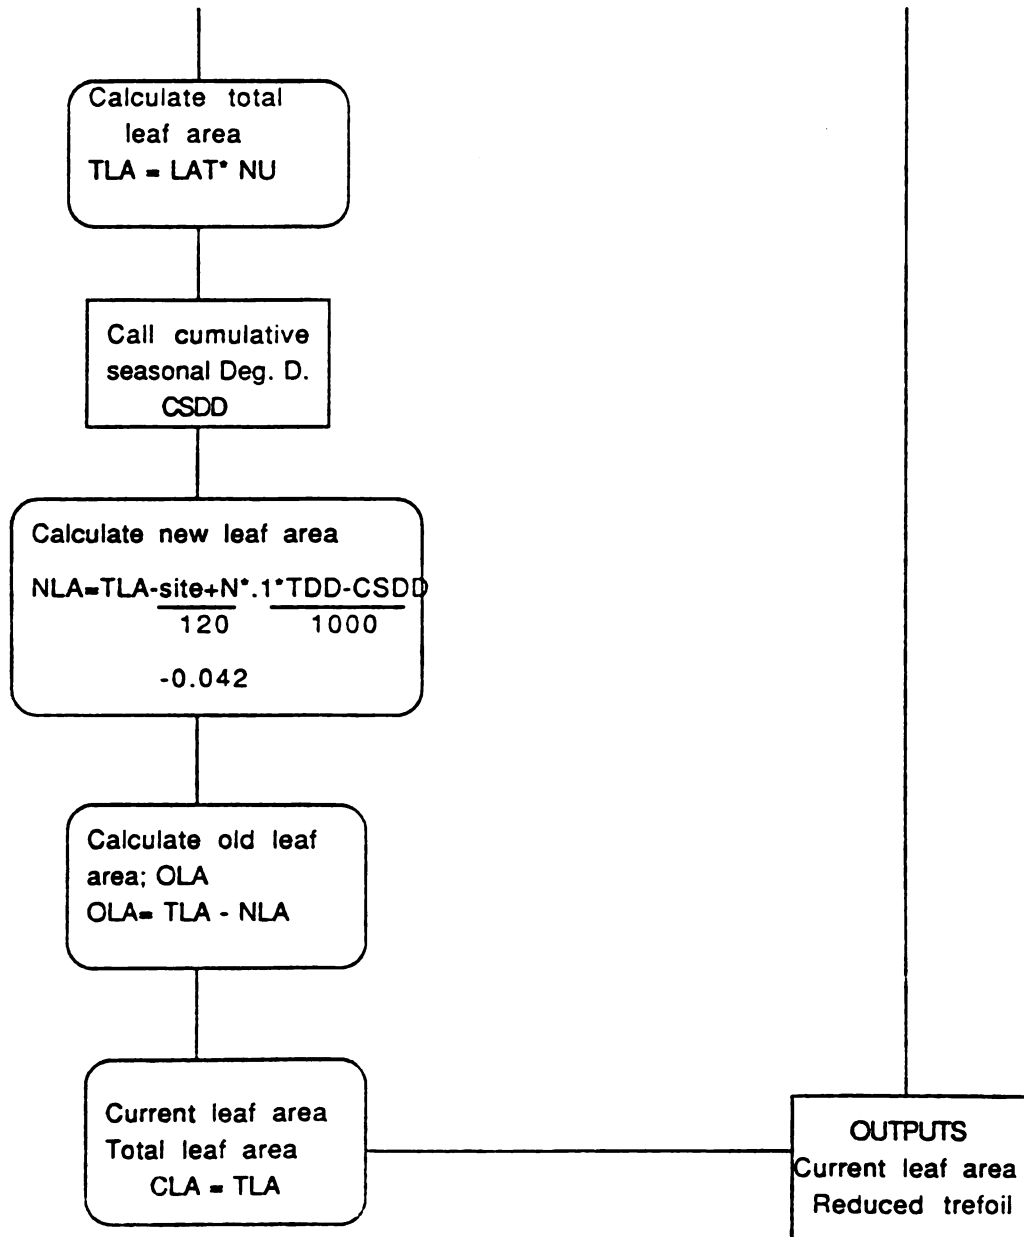 Calculate total
leaf area
TLA = LAT* NU
Call cumulative
seasonal Deg. D.
CSDD
Calculate new leaf area
NLA=TLA-site+N*.1*TDD-CSDD
120 1000
-0.042
Calculate old leaf
area; OLA
OLA= TLA - NLA
Current leaf area
Total leaf area
CLA = TLA
OUTPUTS
Current leaf area
Reduced trefoil